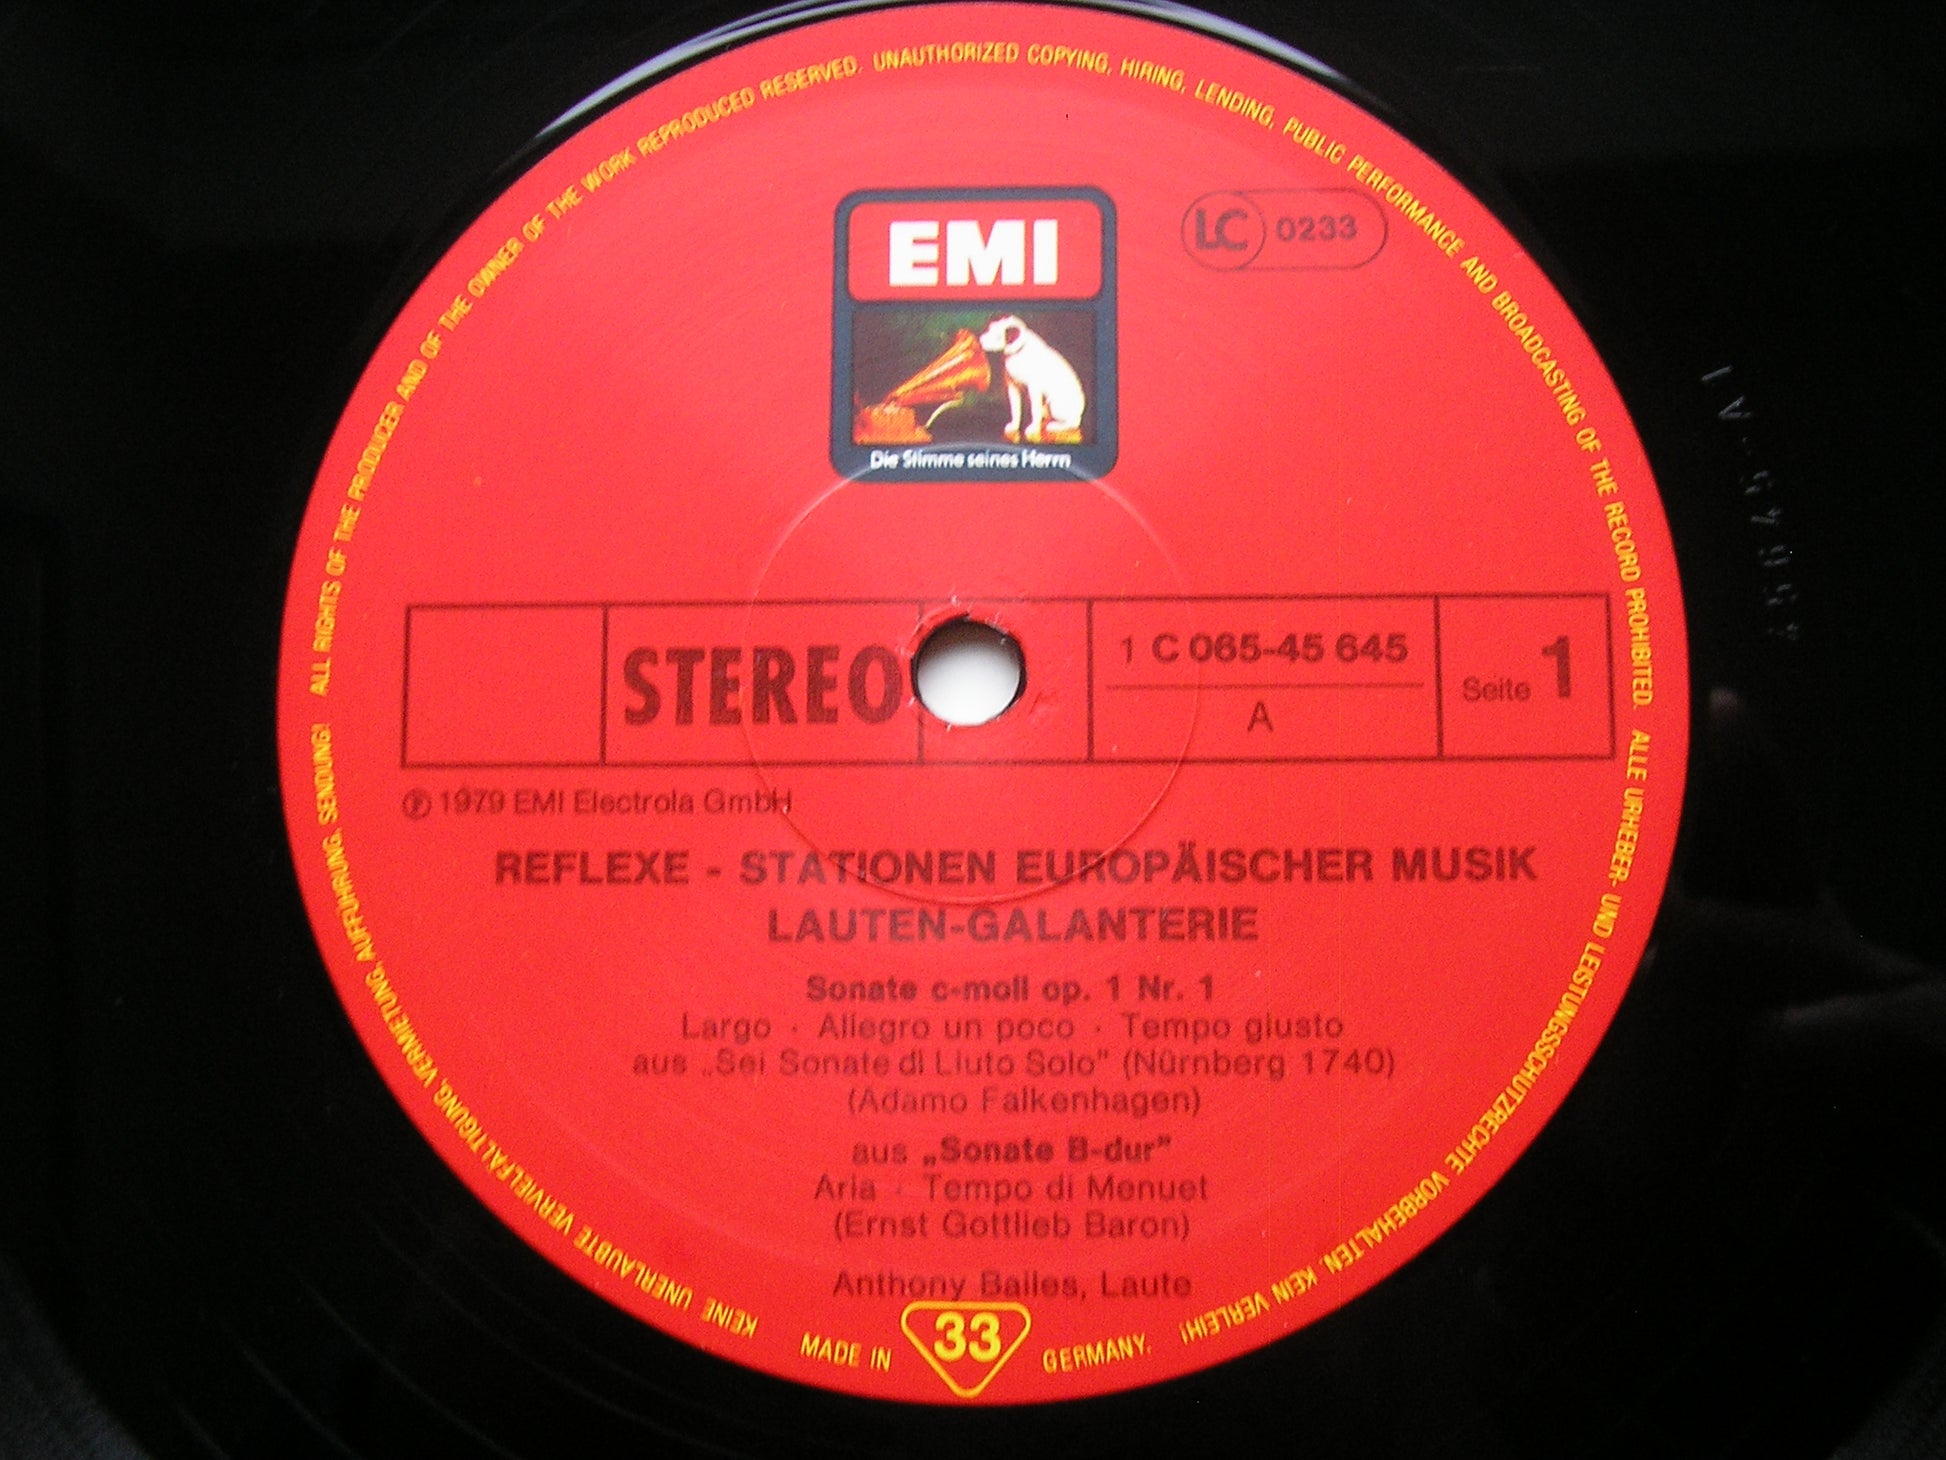 ALL RIGHTS OF THE PRODUCER AND OF THE OWNER OF THE WORK REPRODUCED RESERVED. UNAUTHORIZED COPYING, HIRING, LENDING, PUBLIC PERFORMANCE AND BROADCASTING OF THE RECORD PROHIBITED.
ALLE URHEBER- UND LEISTUNGSSCHUTZRECHTE VORBEHALTEN. KEIN VERLEIH!
KEINE UNERLAUBTE VERVIELFÄLTIGUNG, VERMIETUNG, AUFFÜHRUNG, SENDUNG!
EMI
LC 0233
Die Stimme seines Herrn
STEREO
1 C 065-45 645
A
Seite 1
℗ 1979 EMI Electrola GmbH
REFLEXE - STATIONEN EUROPÄISCHER MUSIK
LAUTEN-GALANTERIE
Sonate c-moll op. 1 Nr. 1
Largo · Allegro un poco · Tempo giusto
aus „Sei Sonate di Liuto Solo" (Nürnberg 1740)
(Adamo Falkenhagen)
aus „Sonate B-dur"
Aria · Tempo di Menuet
(Ernst Gottlieb Baron)
Anthony Bailes, Laute
MADE IN 33 GERMANY.